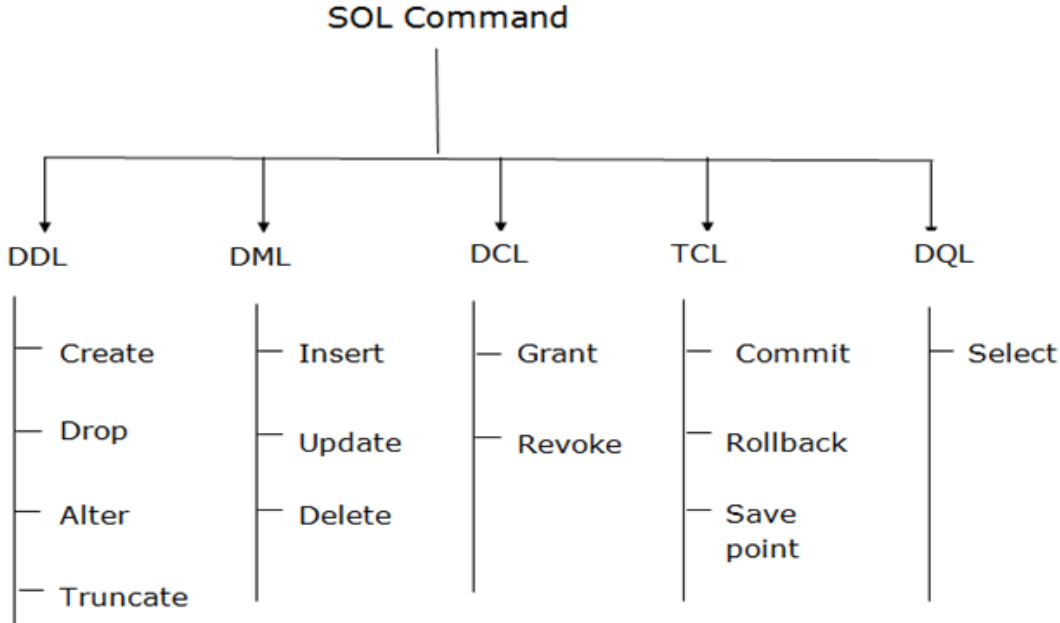 SOL Command
DDL
DML
DCL
TCL
DQL
Create
Drop
Alter
Truncate
Insert
Update
Delete
Grant
Revoke
Commit
Rollback
Save
point
Select